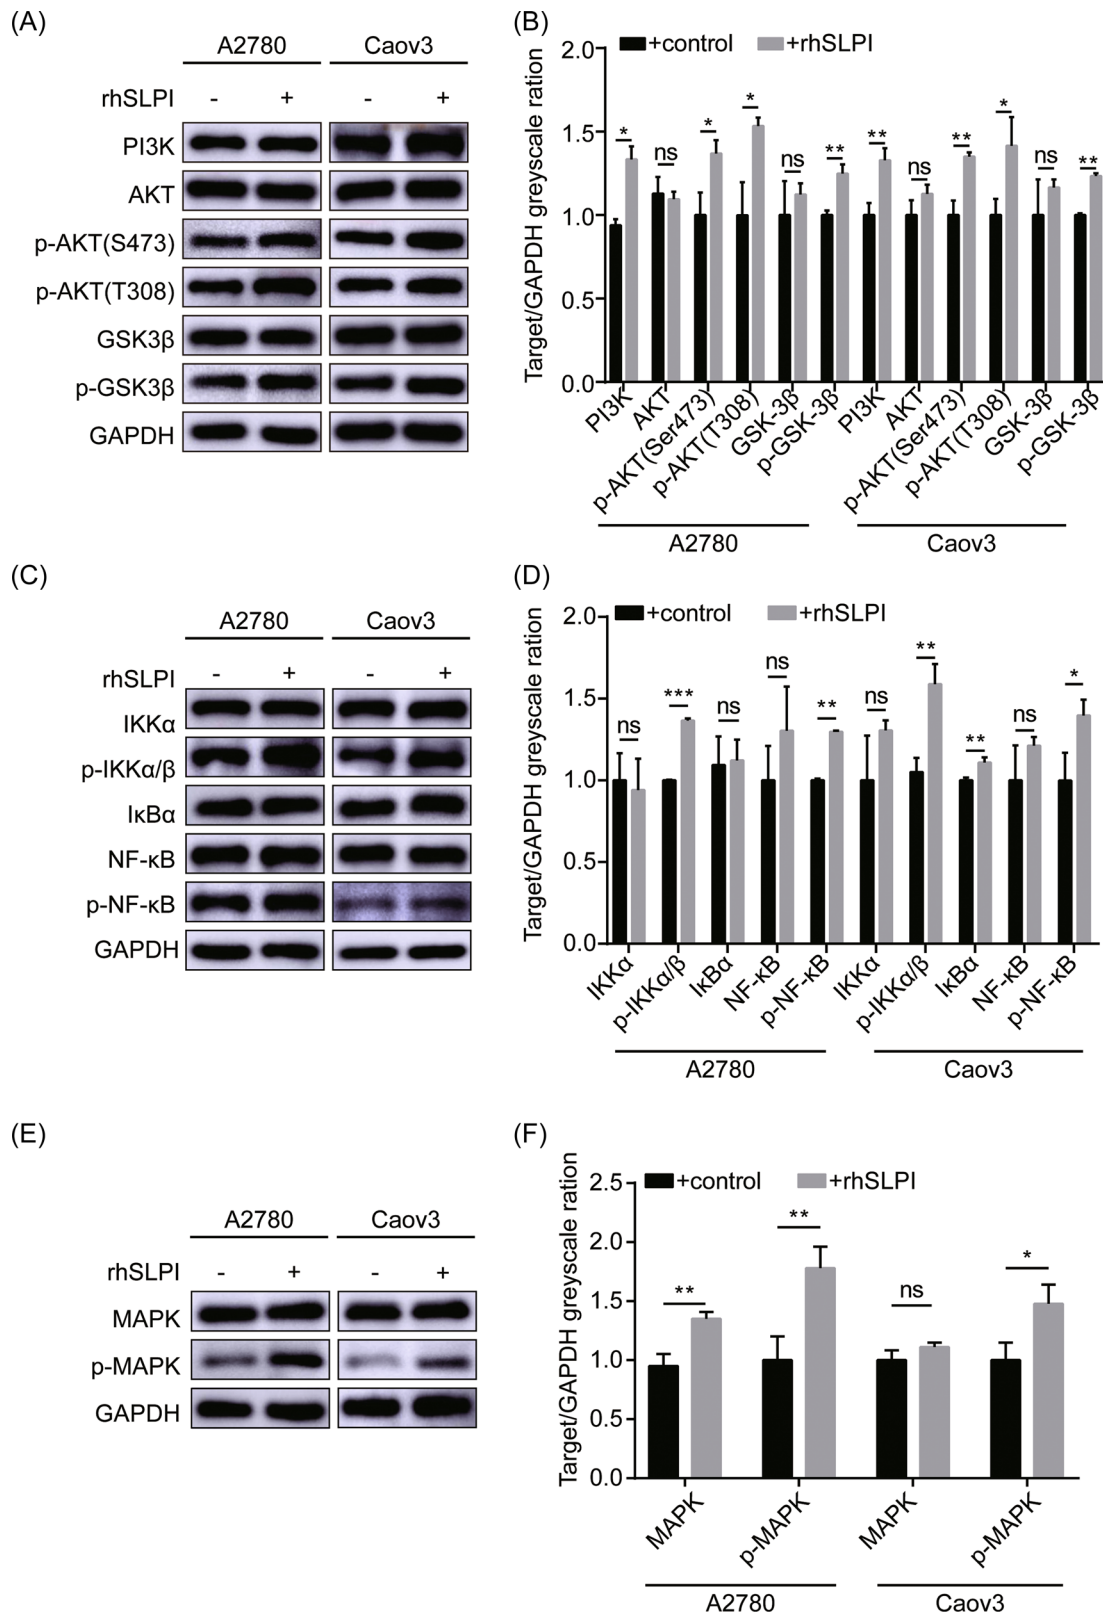 (A)
A2780 Caov3
rhSLPI - + - +
PI3K
AKT
p-AKT(S473)
p-AKT(T308)
GSK3β
p-GSK3β
GAPDH
(B)
+control +rhSLPI
Target/GAPDH greyscale ration
2.0
1.5
1.0
0.5
0.0
* ns * * ns ** ** ns ** * ns **
PI3K AKT p-AKT(Ser473) p-AKT(T308) GSK-3β p-GSK-3β PI3K AKT p-AKT(Ser473) p-AKT(T308) GSK-3β p-GSK-3β
A2780 Caov3
(C)
A2780 Caov3
rhSLPI - + - +
IKKα
p-IKKα/β
IκBα
NF-κB
p-NF-κB
GAPDH
(D)
+control +rhSLPI
Target/GAPDH greyscale ration
2.0
1.5
1.0
0.5
0.0
ns *** ns ns ** ns ** ** ns *
IKKα p-IKKα/β IκBα NF-κB p-NF-κB IKKα p-IKKα/β IκBα NF-κB p-NF-κB
A2780 Caov3
(E)
A2780 Caov3
rhSLPI - + - +
MAPK
p-MAPK
GAPDH
(F)
+control +rhSLPI
Target/GAPDH greyscale ration
2.5
2.0
1.5
1.0
0.5
0.0
** ** ns *
MAPK p-MAPK MAPK p-MAPK
A2780 Caov3